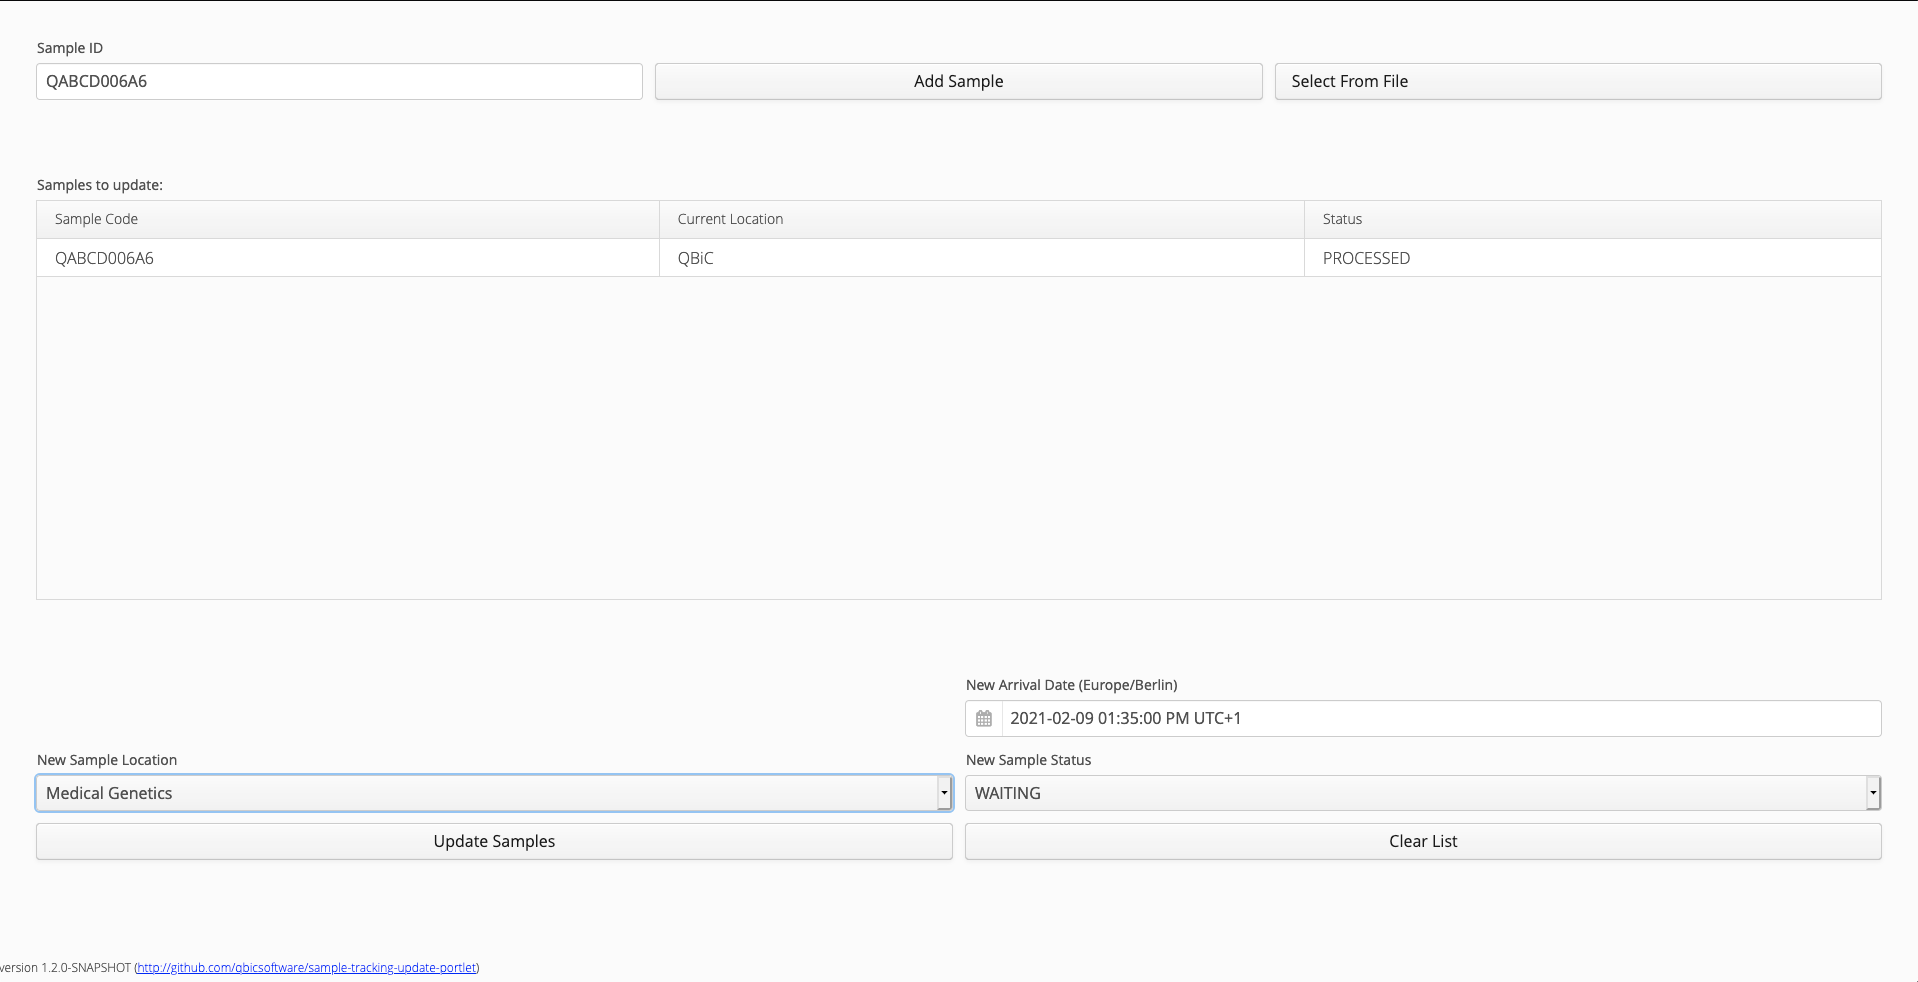 Sample ID
QABCD006A6
Add Sample
Select From File
Samples to update:
Sample Code
Current Location
Status
QABCD006A6
QBiC
PROCESSED
New Arrival Date (Europe/Berlin)
2021-02-09 01:35:00 PM UTC+1
New Sample Location
New Sample Status
Medical Genetics
WAITING
Update Samples
Clear List
version 1.2.0-SNAPSHOT (http://github.com/qbicsoftware/sample-tracking-update-portlet)